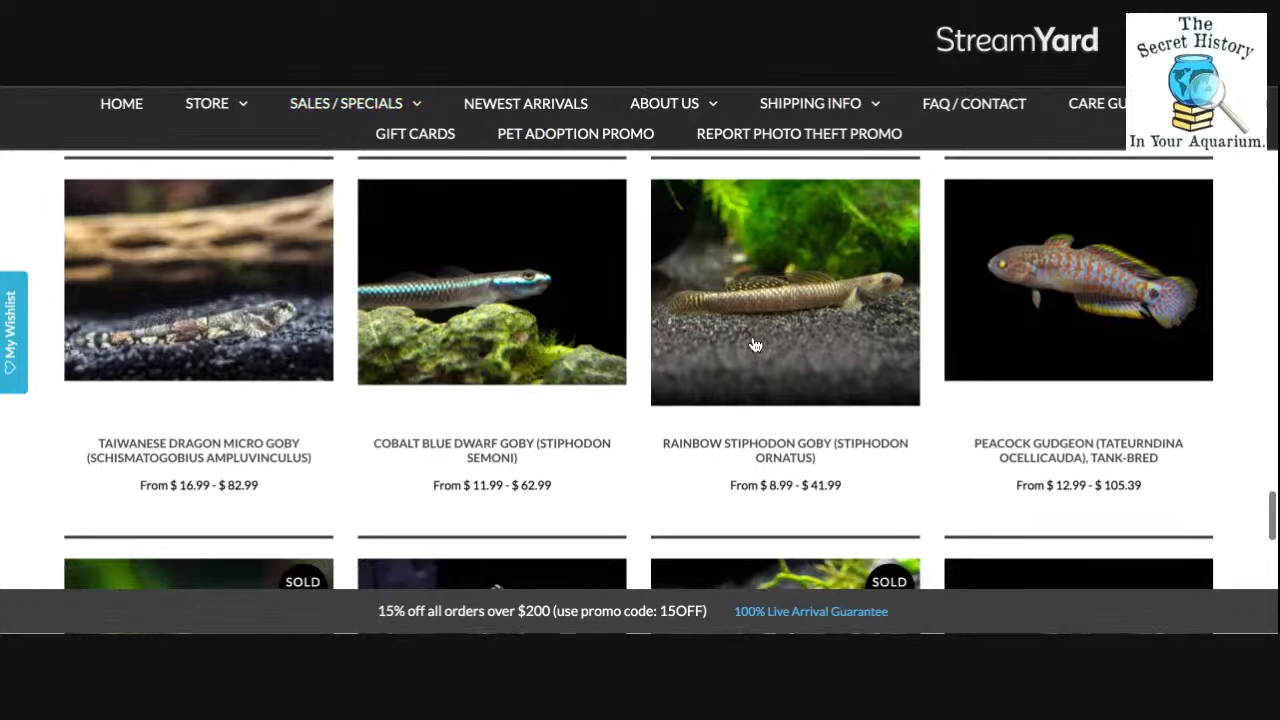 StreamYard
The
Secret History
In Your Aquarium.
HOME STORE SALES / SPECIALS NEWEST ARRIVALS ABOUT US SHIPPING INFO FAQ / CONTACT CARE GU
GIFT CARDS PET ADOPTION PROMO REPORT PHOTO THEFT PROMO
My Wishlist
TAIWANESE DRAGON MICRO GOBY
(SCHISMATOGOBIUS AMPLUVINCULUS)
From $ 16.99 - $ 82.99
COBALT BLUE DWARF GOBY (STIPHODON
SEMONI)
From $ 11.99 - $ 62.99
RAINBOW STIPHODON GOBY (STIPHODON
ORNATUS)
From $ 8.99 - $ 41.99
PEACOCK GUDGEON (TATEURNDINA
OCELLICAUDA), TANK-BRED
From $ 12.99 - $ 105.39
SOLD
SOLD
15% off all orders over $200 (use promo code: 15OFF) 100% Live Arrival Guarantee